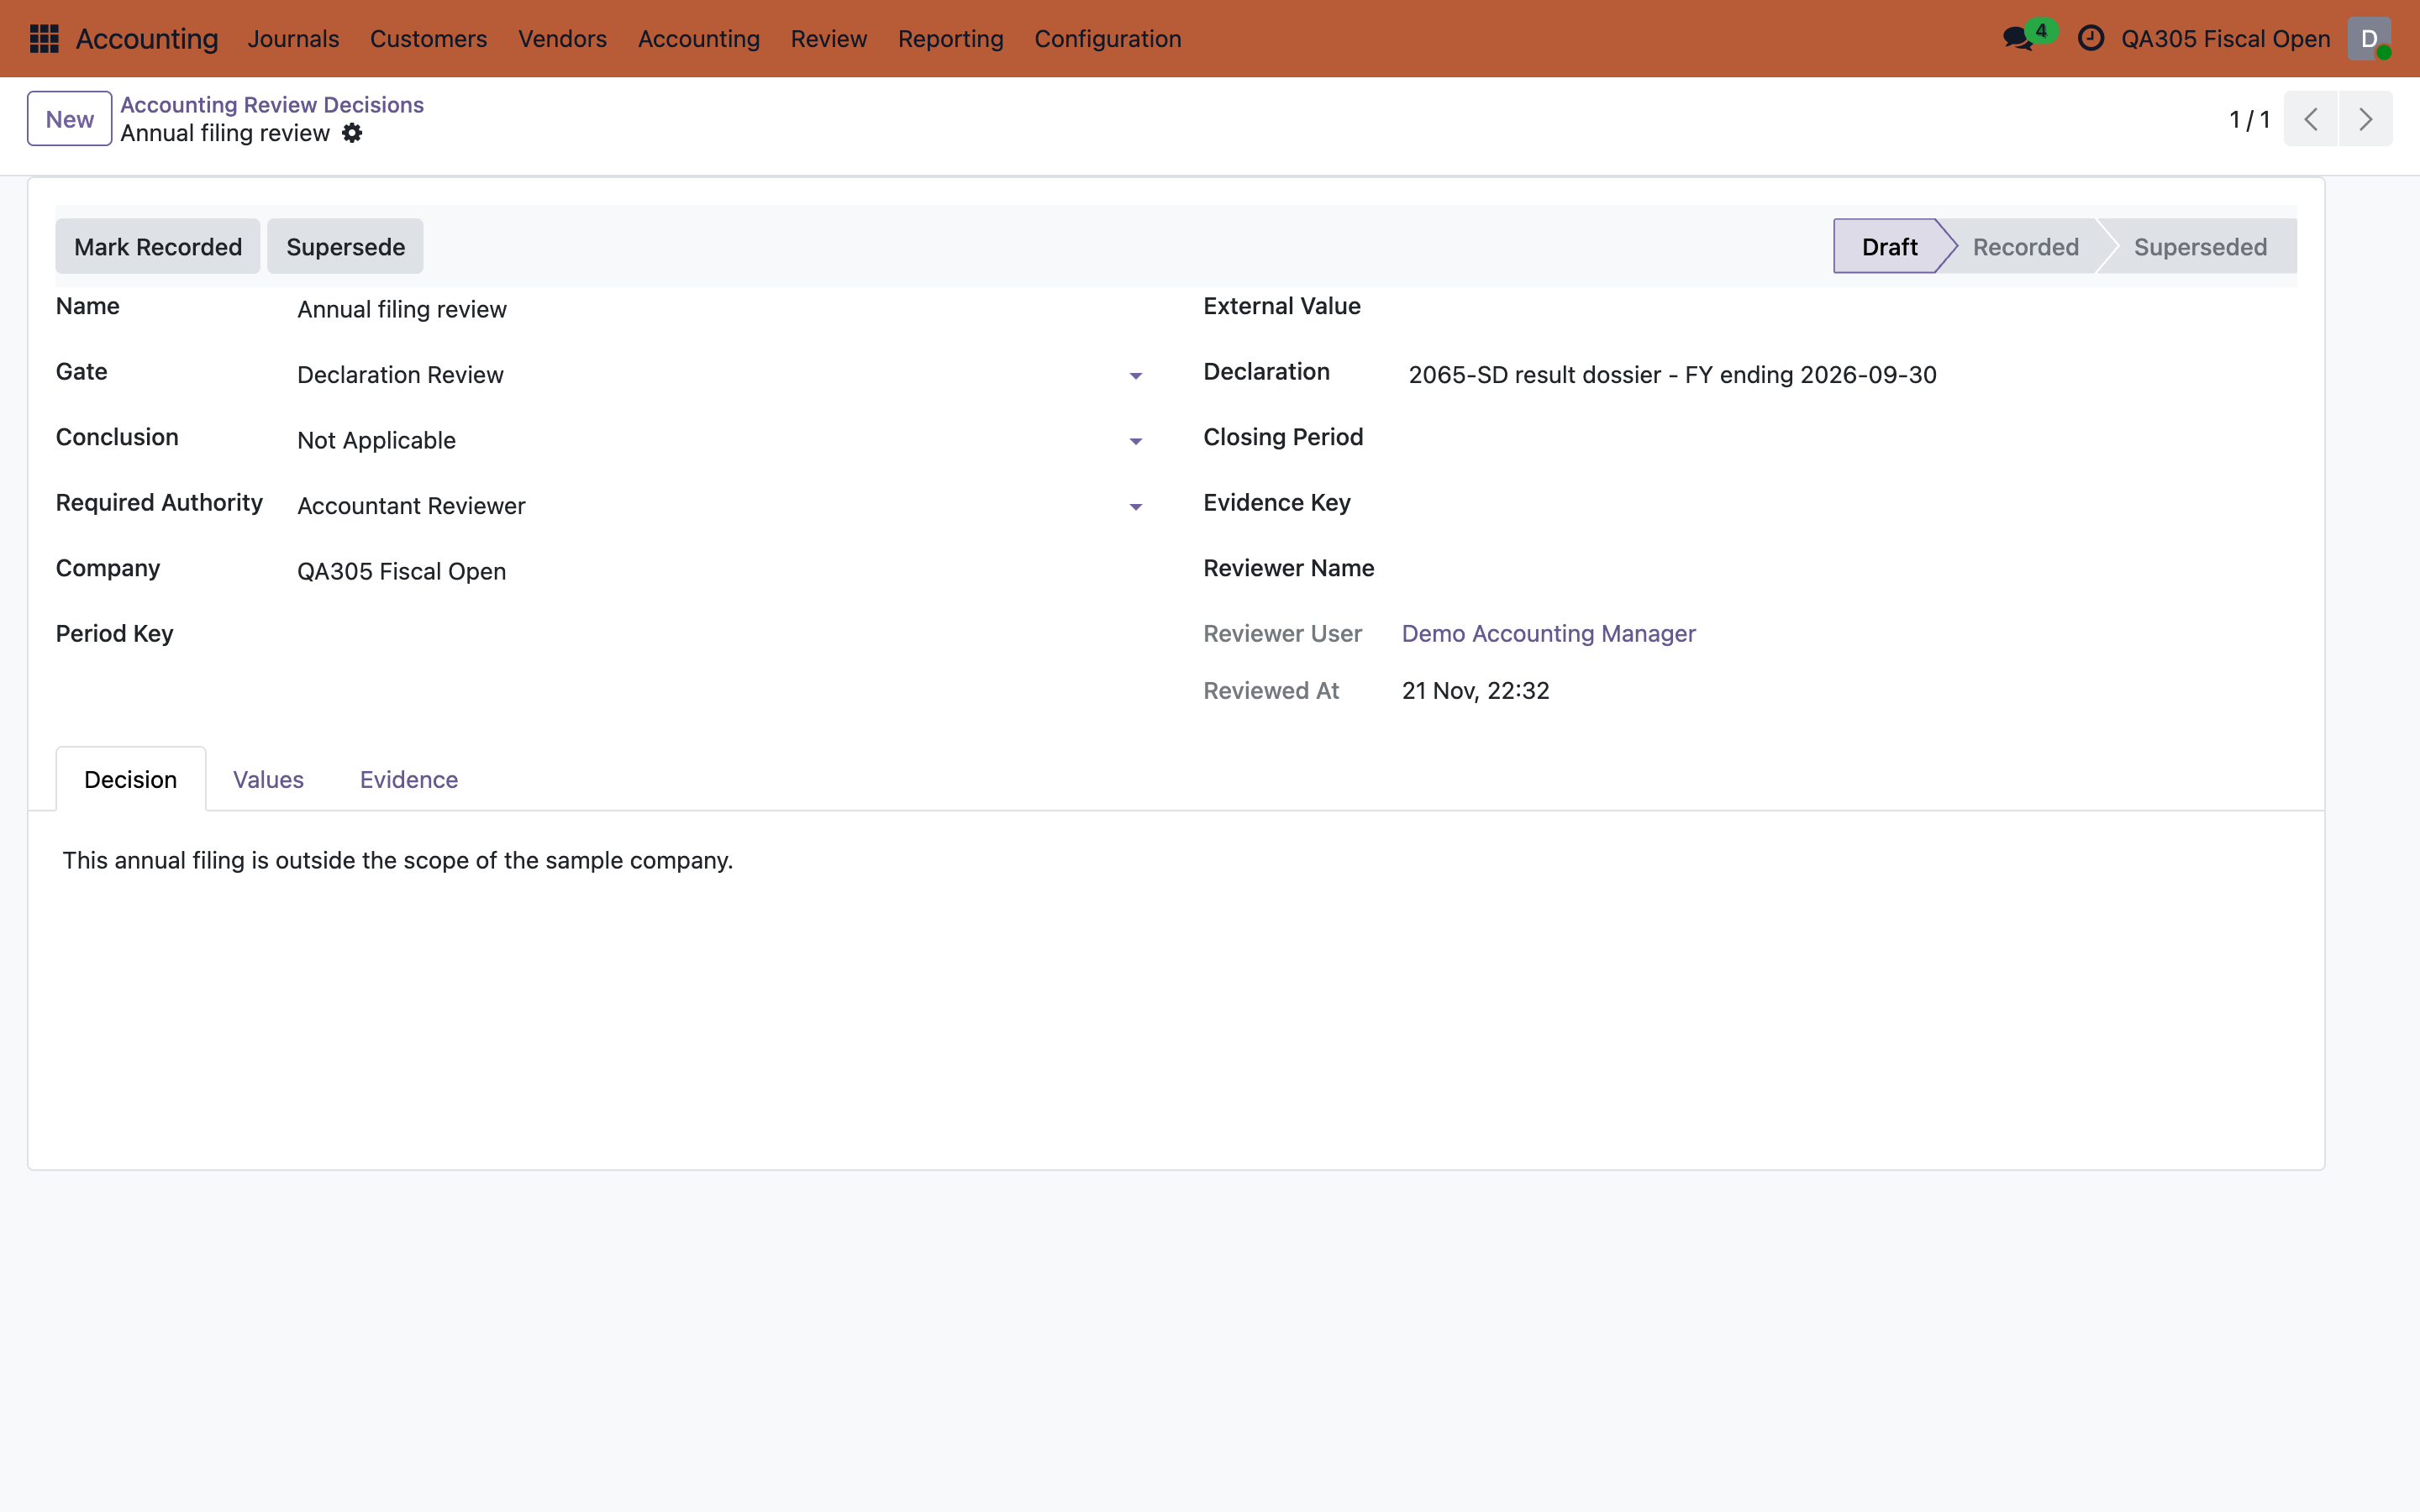 Accounting Journals Customers Vendors Accounting Review Reporting Configuration 4 QA305 Fiscal Open D
New Accounting Review Decisions
Annual filing review
1 / 1
Mark Recorded Supersede Draft Recorded Superseded
Name Annual filing review
External Value
Gate Declaration Review
Declaration 2065-SD result dossier - FY ending 2026-09-30
Conclusion Not Applicable
Closing Period
Required Authority Accountant Reviewer
Evidence Key
Company QA305 Fiscal Open
Reviewer Name
Period Key
Reviewer User Demo Accounting Manager
Reviewed At 21 Nov, 22:32
Decision Values Evidence
This annual filing is outside the scope of the sample company.